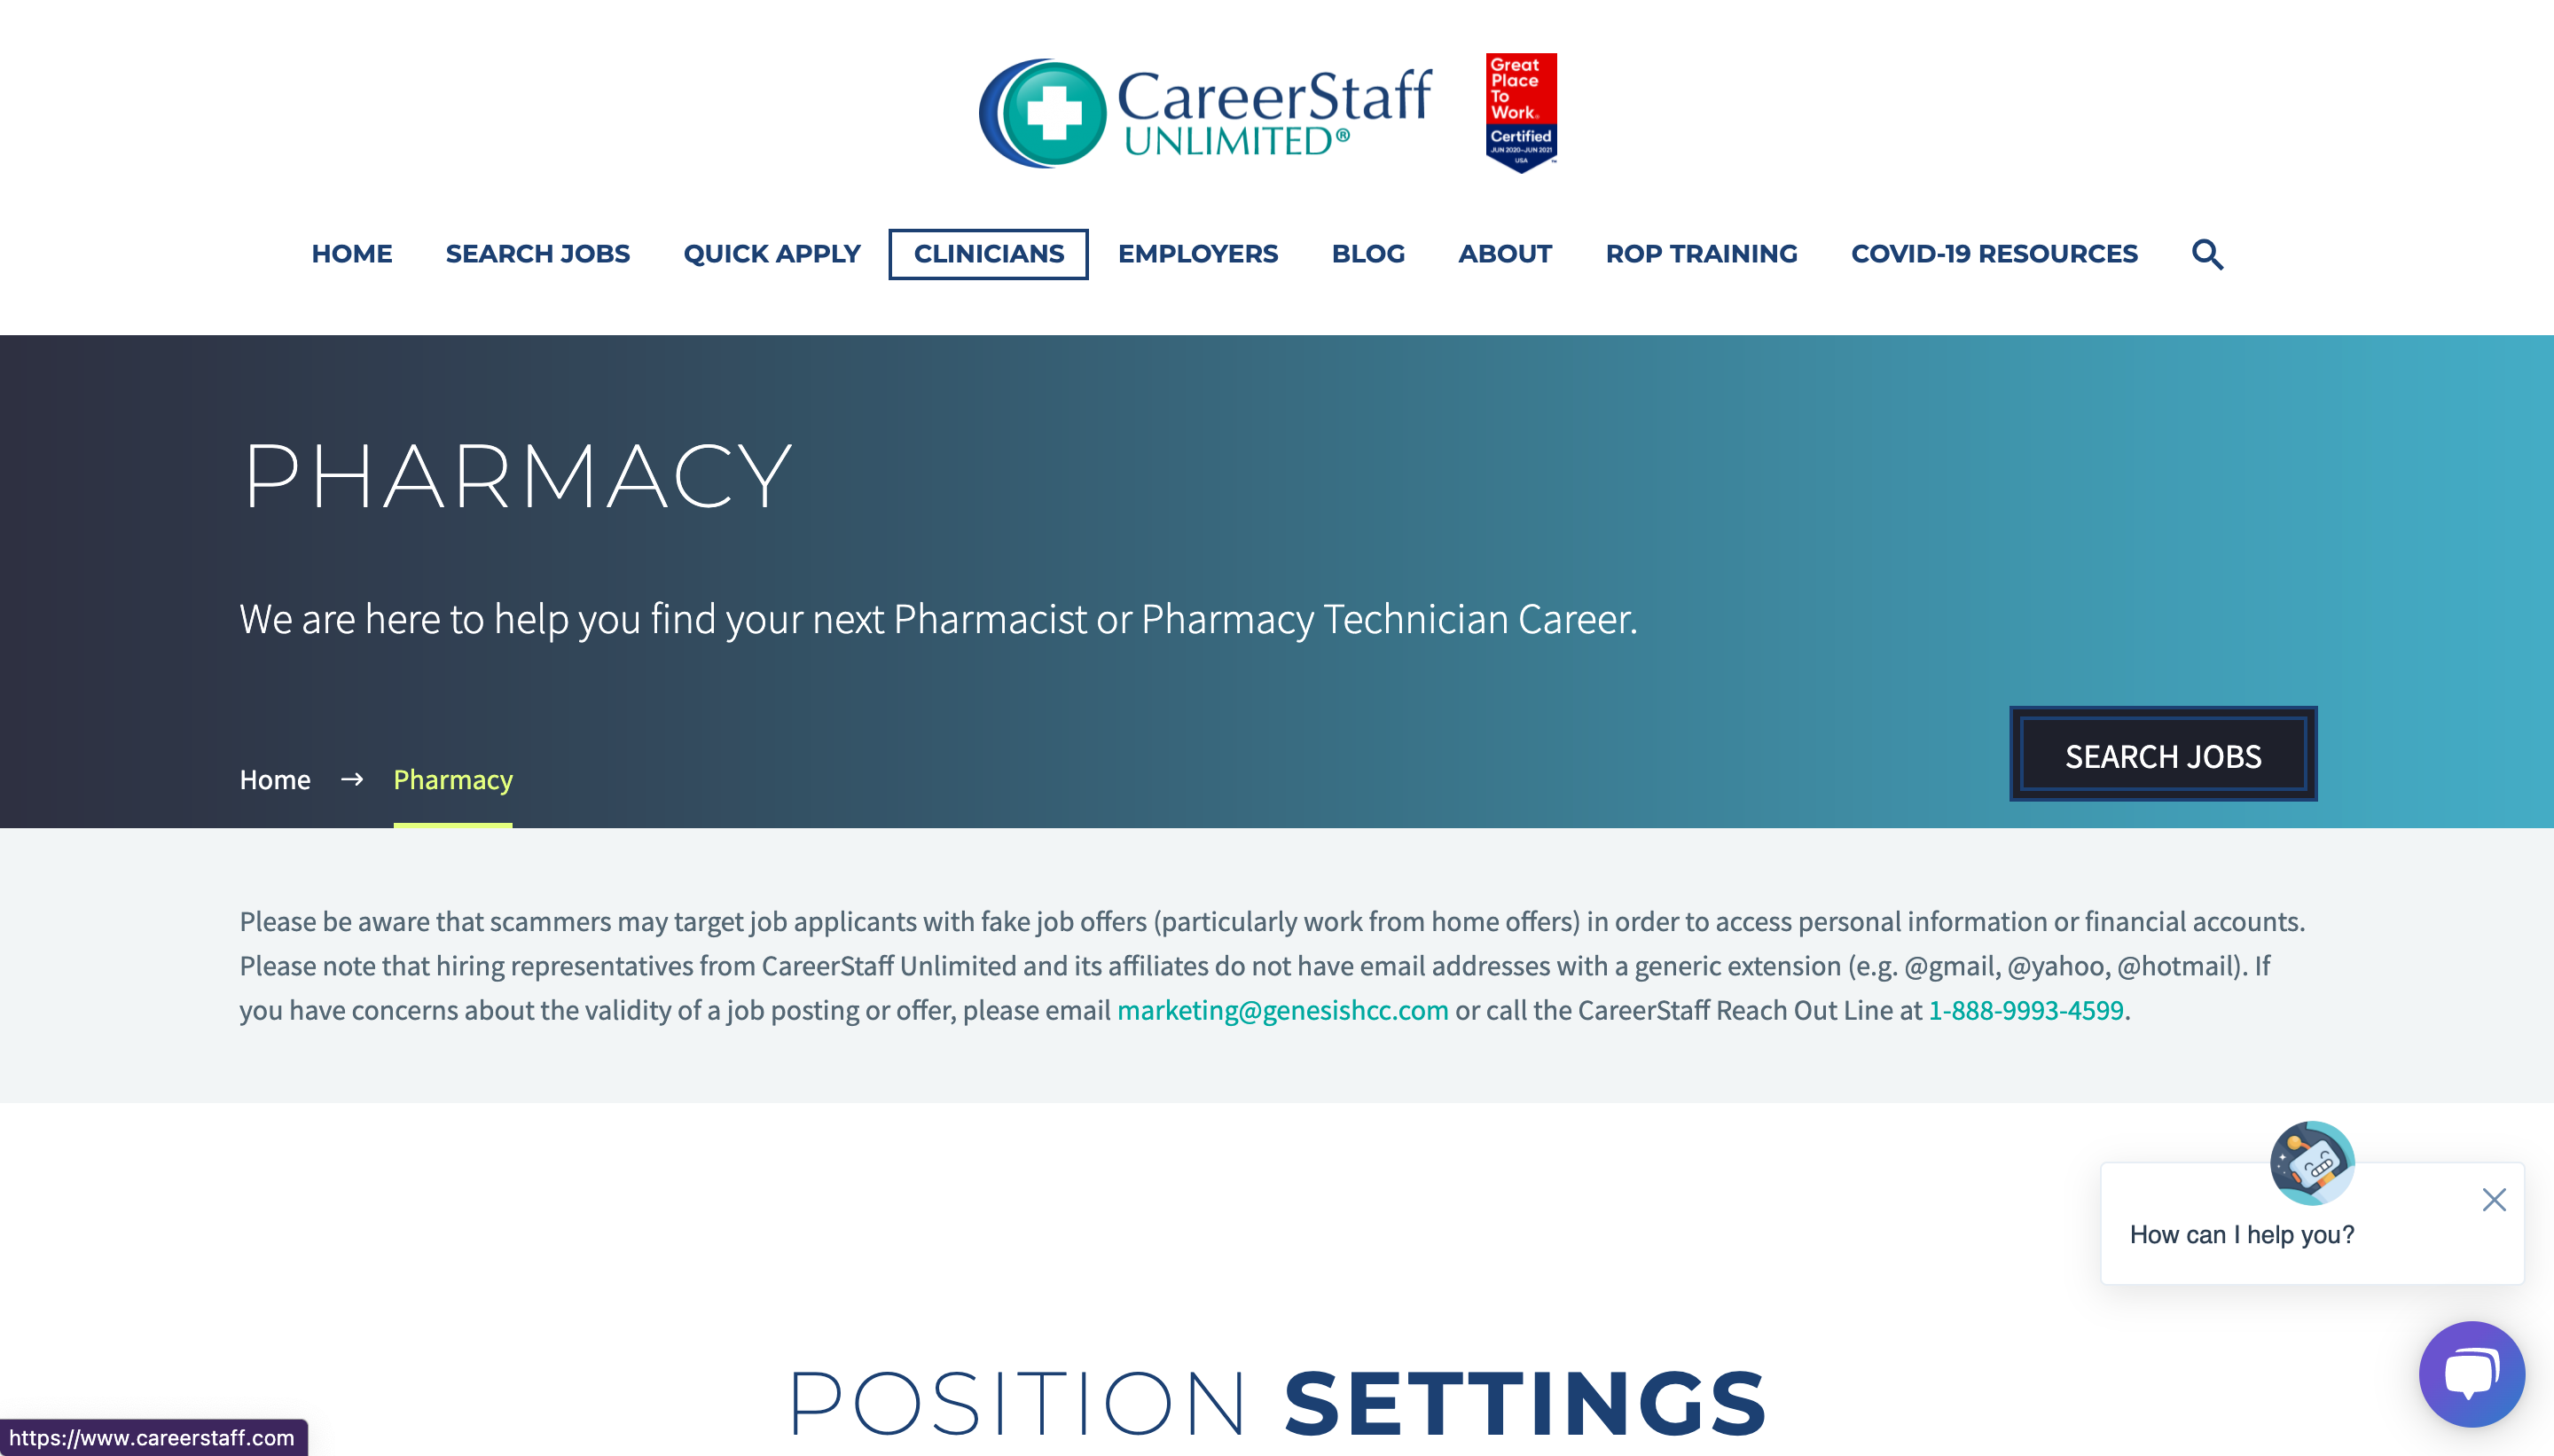 CareerStaff
UNLIMITED®
Great
Place
To
Work.
Certified
JUN 2020-JUN 2021
USA
HOME SEARCH JOBS QUICK APPLY CLINICIANS EMPLOYERS BLOG ABOUT ROP TRAINING COVID-19 RESOURCES
PHARMACY
We are here to help you find your next Pharmacist or Pharmacy Technician Career.
SEARCH JOBS
Home → Pharmacy
Please be aware that scammers may target job applicants with fake job offers (particularly work from home offers) in order to access personal information or financial accounts.
Please note that hiring representatives from CareerStaff Unlimited and its affiliates do not have email addresses with a generic extension (e.g. @gmail, @yahoo, @hotmail). If
you have concerns about the validity of a job posting or offer, please email marketing@genesishcc.com or call the CareerStaff Reach Out Line at 1-888-9993-4599.
How can I help you?
POSITION SETTINGS
https://www.careerstaff.com